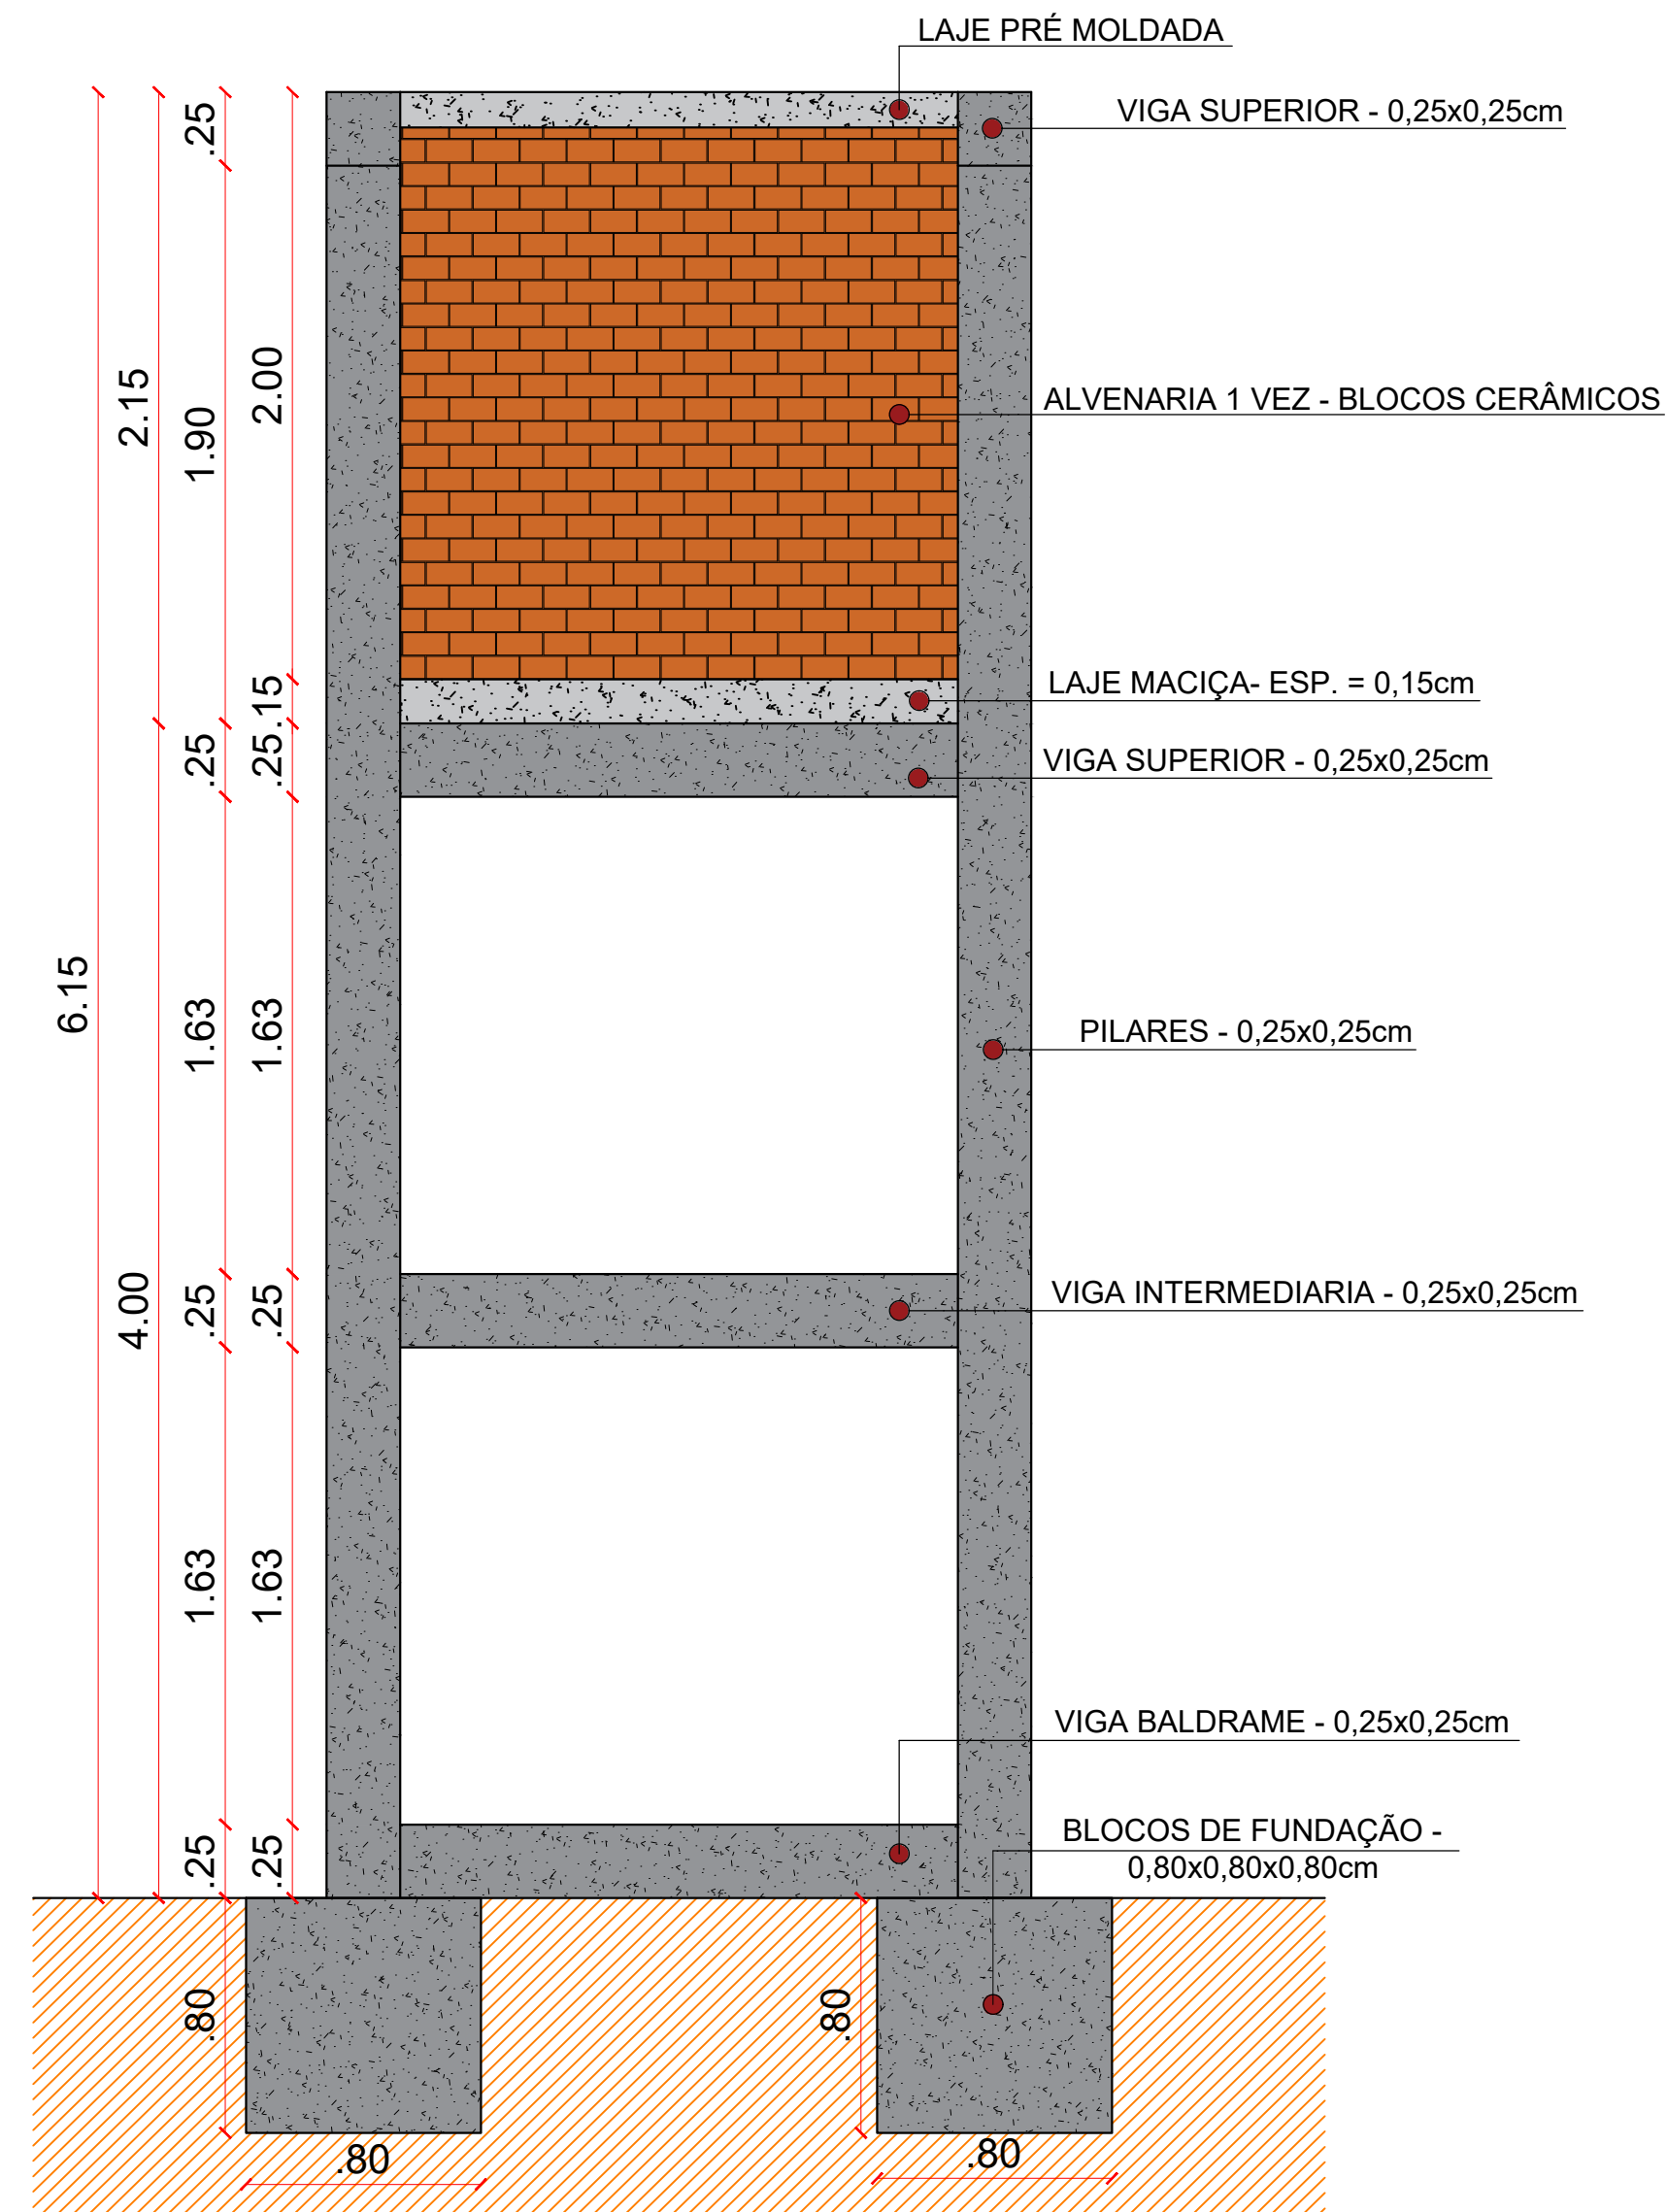 LAJE PRÉ MOLDADA
VIGA SUPERIOR - 0,25x0,25cm
ALVENARIA 1 VEZ - BLOCOS CERÂMICOS
LAJE MACIÇA- ESP. = 0,15cm
VIGA SUPERIOR - 0,25x0,25cm
PILARES - 0,25x0,25cm
VIGA INTERMEDIARIA - 0,25x0,25cm
VIGA BALDRAME - 0,25x0,25cm
BLOCOS DE FUNDAÇÃO -
0,80x0,80x0,80cm
6.15
2.15
4.00
.25
1.90
.25
1.63
.25
1.63
.25
.80
2.00
.15
.25
1.63
.25
1.63
.25
.80
.80
.80